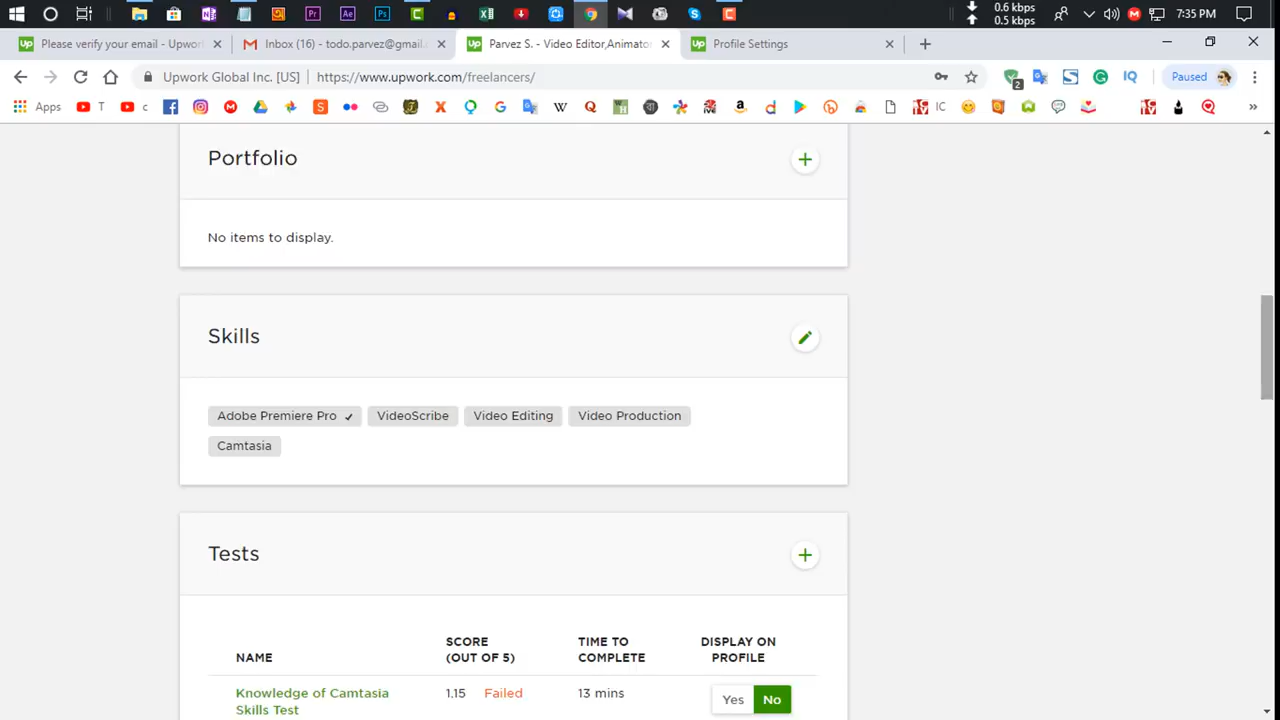 0.6 kbps
0.5 kbps
7:35 PM
Please verify your email - Upwor
Inbox (16) - todo.parvez@gmail.c
Parvez S. - Video Editor,Animator
Profile Settings
Upwork Global Inc. [US] | https://www.upwork.com/freelancers/
Paused
Apps
T
c
IC
Portfolio
No items to display.
Skills
Adobe Premiere Pro ✓ VideoScribe Video Editing Video Production
Camtasia
Tests
NAME
SCORE
(OUT OF 5)
TIME TO
COMPLETE
DISPLAY ON
PROFILE
Knowledge of Camtasia
Skills Test
1.15 Failed
13 mins
Yes No